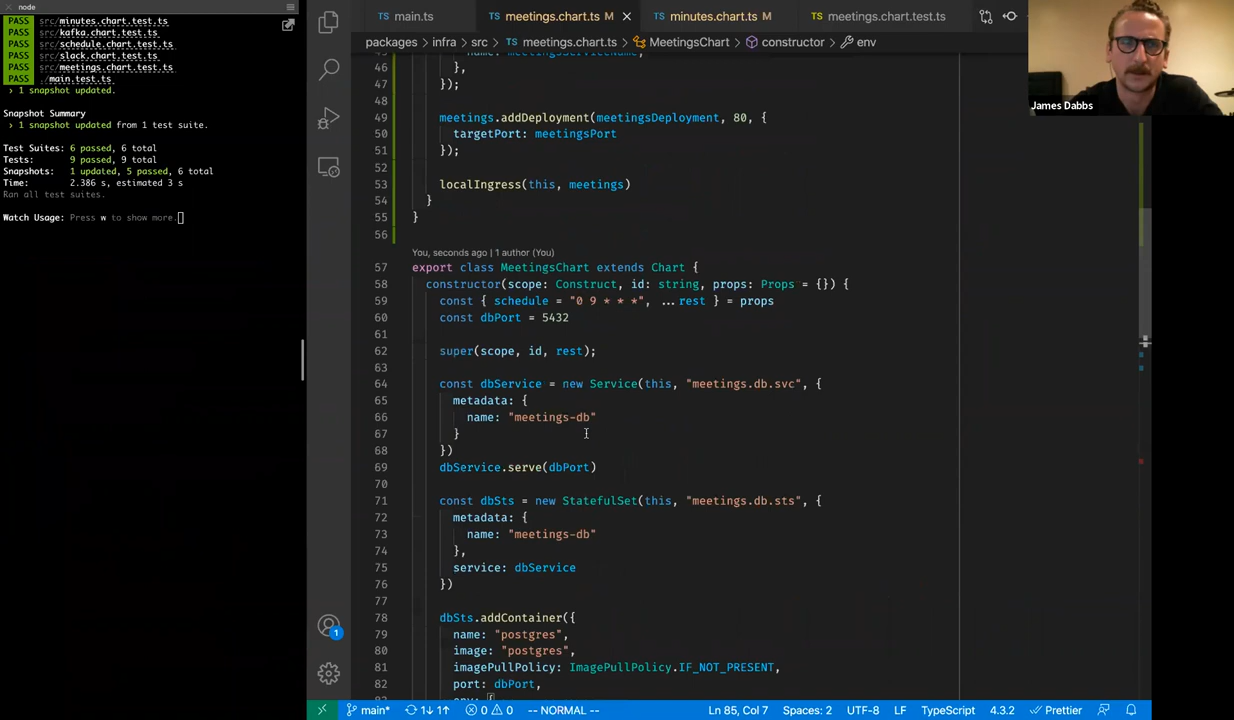 node
PASS src/minutes.chart.test.ts
PASS src/kafka.chart.test.ts
PASS src/schedule.chart.test.ts
PASS src/slack.chart.test.ts
PASS src/meetings.chart.test.ts
PASS ./main.test.ts
› 1 snapshot updated.
Snapshot Summary
› 1 snapshot updated from 1 test suite.
Test Suites: 6 passed, 6 total
Tests: 9 passed, 9 total
Snapshots: 1 updated, 5 passed, 6 total
Time: 2.386 s, estimated 3 s
Ran all test suites.
Watch Usage: Press w to show more.
main.ts
meetings.chart.ts M
minutes.chart.ts M
meetings.chart.test.ts
packages > infra > src > meetings.chart.ts > MeetingsChart > constructor > env
James Dabbs
45 name: meetingsServiceName,
46 },
47 });
48
49 meetings.addDeployment(meetingsDeployment, 80, {
50 targetPort: meetingsPort
51 });
52
53 localIngress(this, meetings)
54 }
55 }
56
You, seconds ago | 1 author (You)
57 export class MeetingsChart extends Chart {
58 constructor(scope: Construct, id: string, props: Props = {}) {
59 const { schedule = "0 9 * * *", ...rest } = props
60 const dbPort = 5432
61
62 super(scope, id, rest);
63
64 const dbService = new Service(this, "meetings.db.svc", {
65 metadata: {
66 name: "meetings-db"
67 }
68 })
69 dbService.serve(dbPort)
70
71 const dbSts = new StatefulSet(this, "meetings.db.sts", {
72 metadata: {
73 name: "meetings-db"
74 },
75 service: dbService
76 })
77
78 dbSts.addContainer({
79 name: "postgres",
80 image: "postgres",
81 imagePullPolicy: ImagePullPolicy.IF_NOT_PRESENT,
82 port: dbPort,
1
main* 1↓ 1↑ 0 0 -- NORMAL -- Ln 85, Col 7 Spaces: 2 UTF-8 LF TypeScript 4.3.2 Prettier